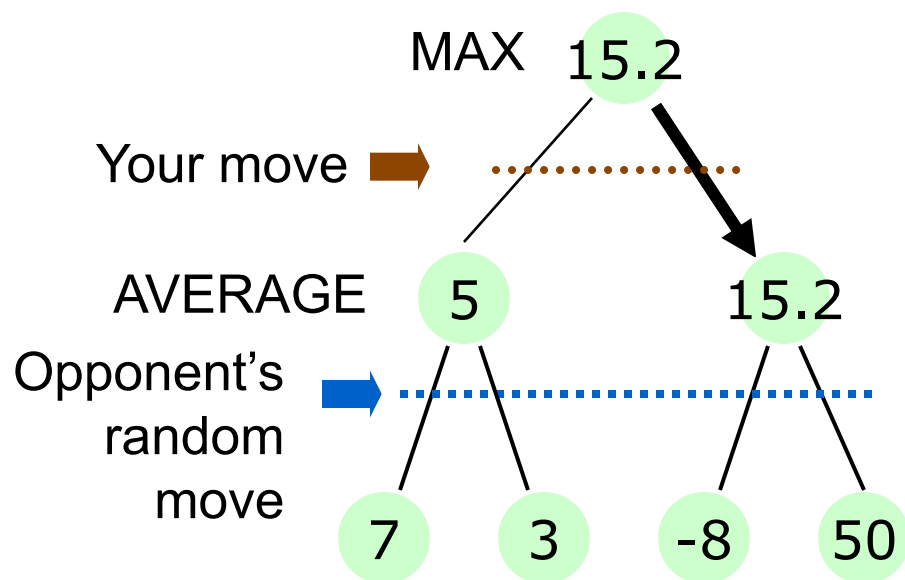 MAX 15.2
Your move
AVERAGE 5 15.2
Opponent’s
random
move
7 3 -8 50